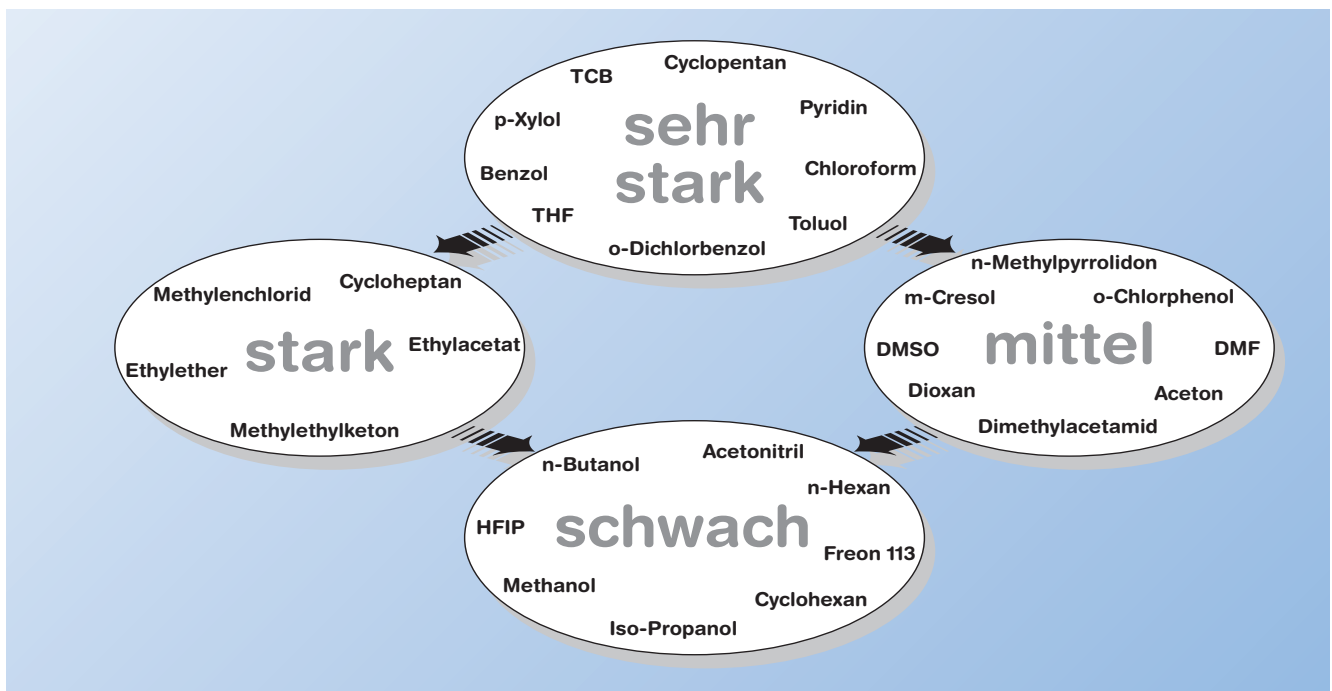 TCB
Cyclopentan
Pyridin
p-Xylol
sehr
stark
Benzol
Chloroform
THF
Toluol
o-Dichlorbenzol
Methylenchlorid
Cycloheptan
stark
Ethylacetat
Ethylether
Methylethylketon
n-Methylpyrrolidon
m-Cresol
o-Chlorphenol
DMSO
mittel
DMF
Dioxan
Aceton
Dimethylacetamid
n-Butanol
Acetonitril
n-Hexan
HFIP
schwach
Freon 113
Methanol
Cyclohexan
Iso-Propanol